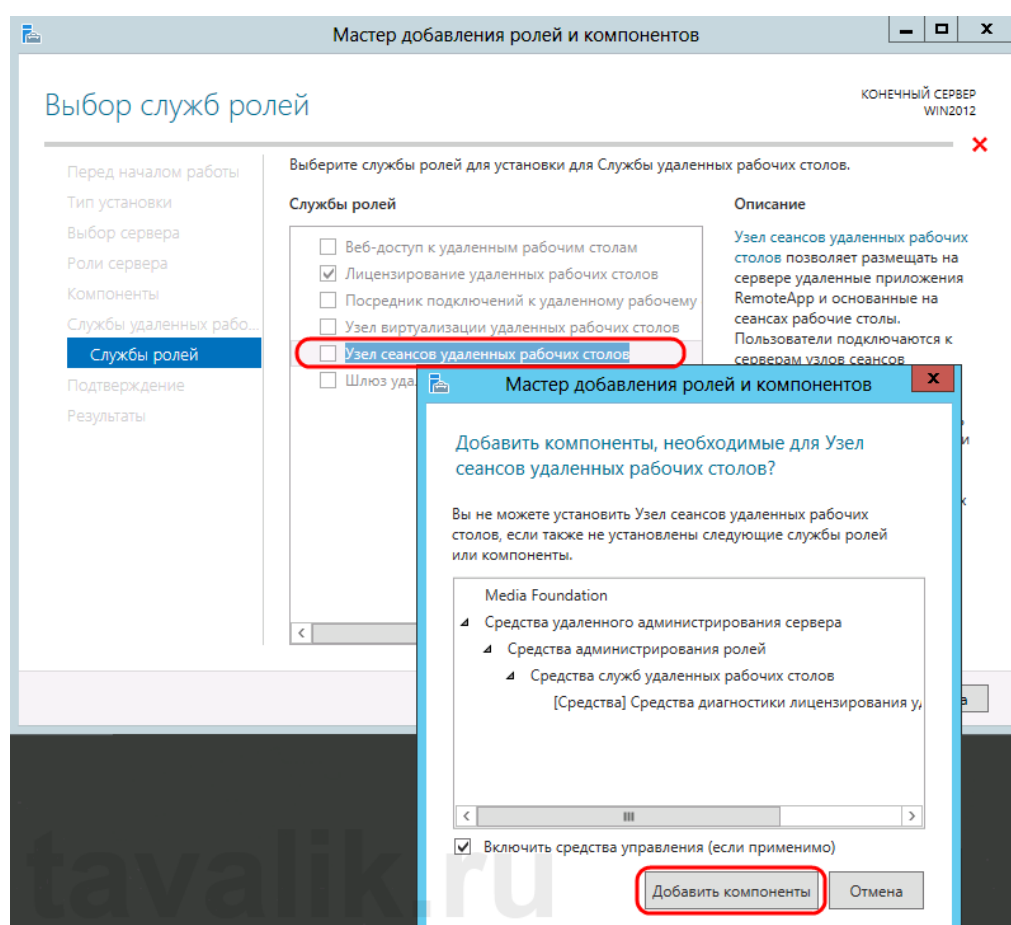 Мастер добавления ролей и компонентов
Выбор служб ролей
КОНЕЧНЫЙ СЕРВЕР
WIN2012
Перед началом работы
Тип установки
Выбор сервера
Роли сервера
Компоненты
Службы удаленных рабо...
Службы ролей
Подтверждение
Результаты
Выберите службы ролей для установки для Службы удаленных рабочих столов.
Службы ролей
Веб-доступ к удаленным рабочим столам
Лицензирование удаленных рабочих столов
Посредник подключений к удаленному рабочему
Узел виртуализации удаленных рабочих столов
Узел сеансов удаленных рабочих столов
Шлюз уда
Описание
Узел сеансов удаленных рабочих
столов позволяет размещать на
сервере удаленные приложения
RemoteApp и основанные на
сеансах рабочие столы.
Пользователи подключаются к
серверам узлов сеансов
Мастер добавления ролей и компонентов
Добавить компоненты, необходимые для Узел
сеансов удаленных рабочих столов?
Вы не можете установить Узел сеансов удаленных рабочих
столов, если также не установлены следующие службы ролей
или компоненты.
Media Foundation
Средства удаленного администрирования сервера
Средства администрирования ролей
Средства служб удаленных рабочих столов
[Средства] Средства диагностики лицензирования у
Включить средства управления (если применимо)
Добавить компоненты
Отмена
tavalik.ru